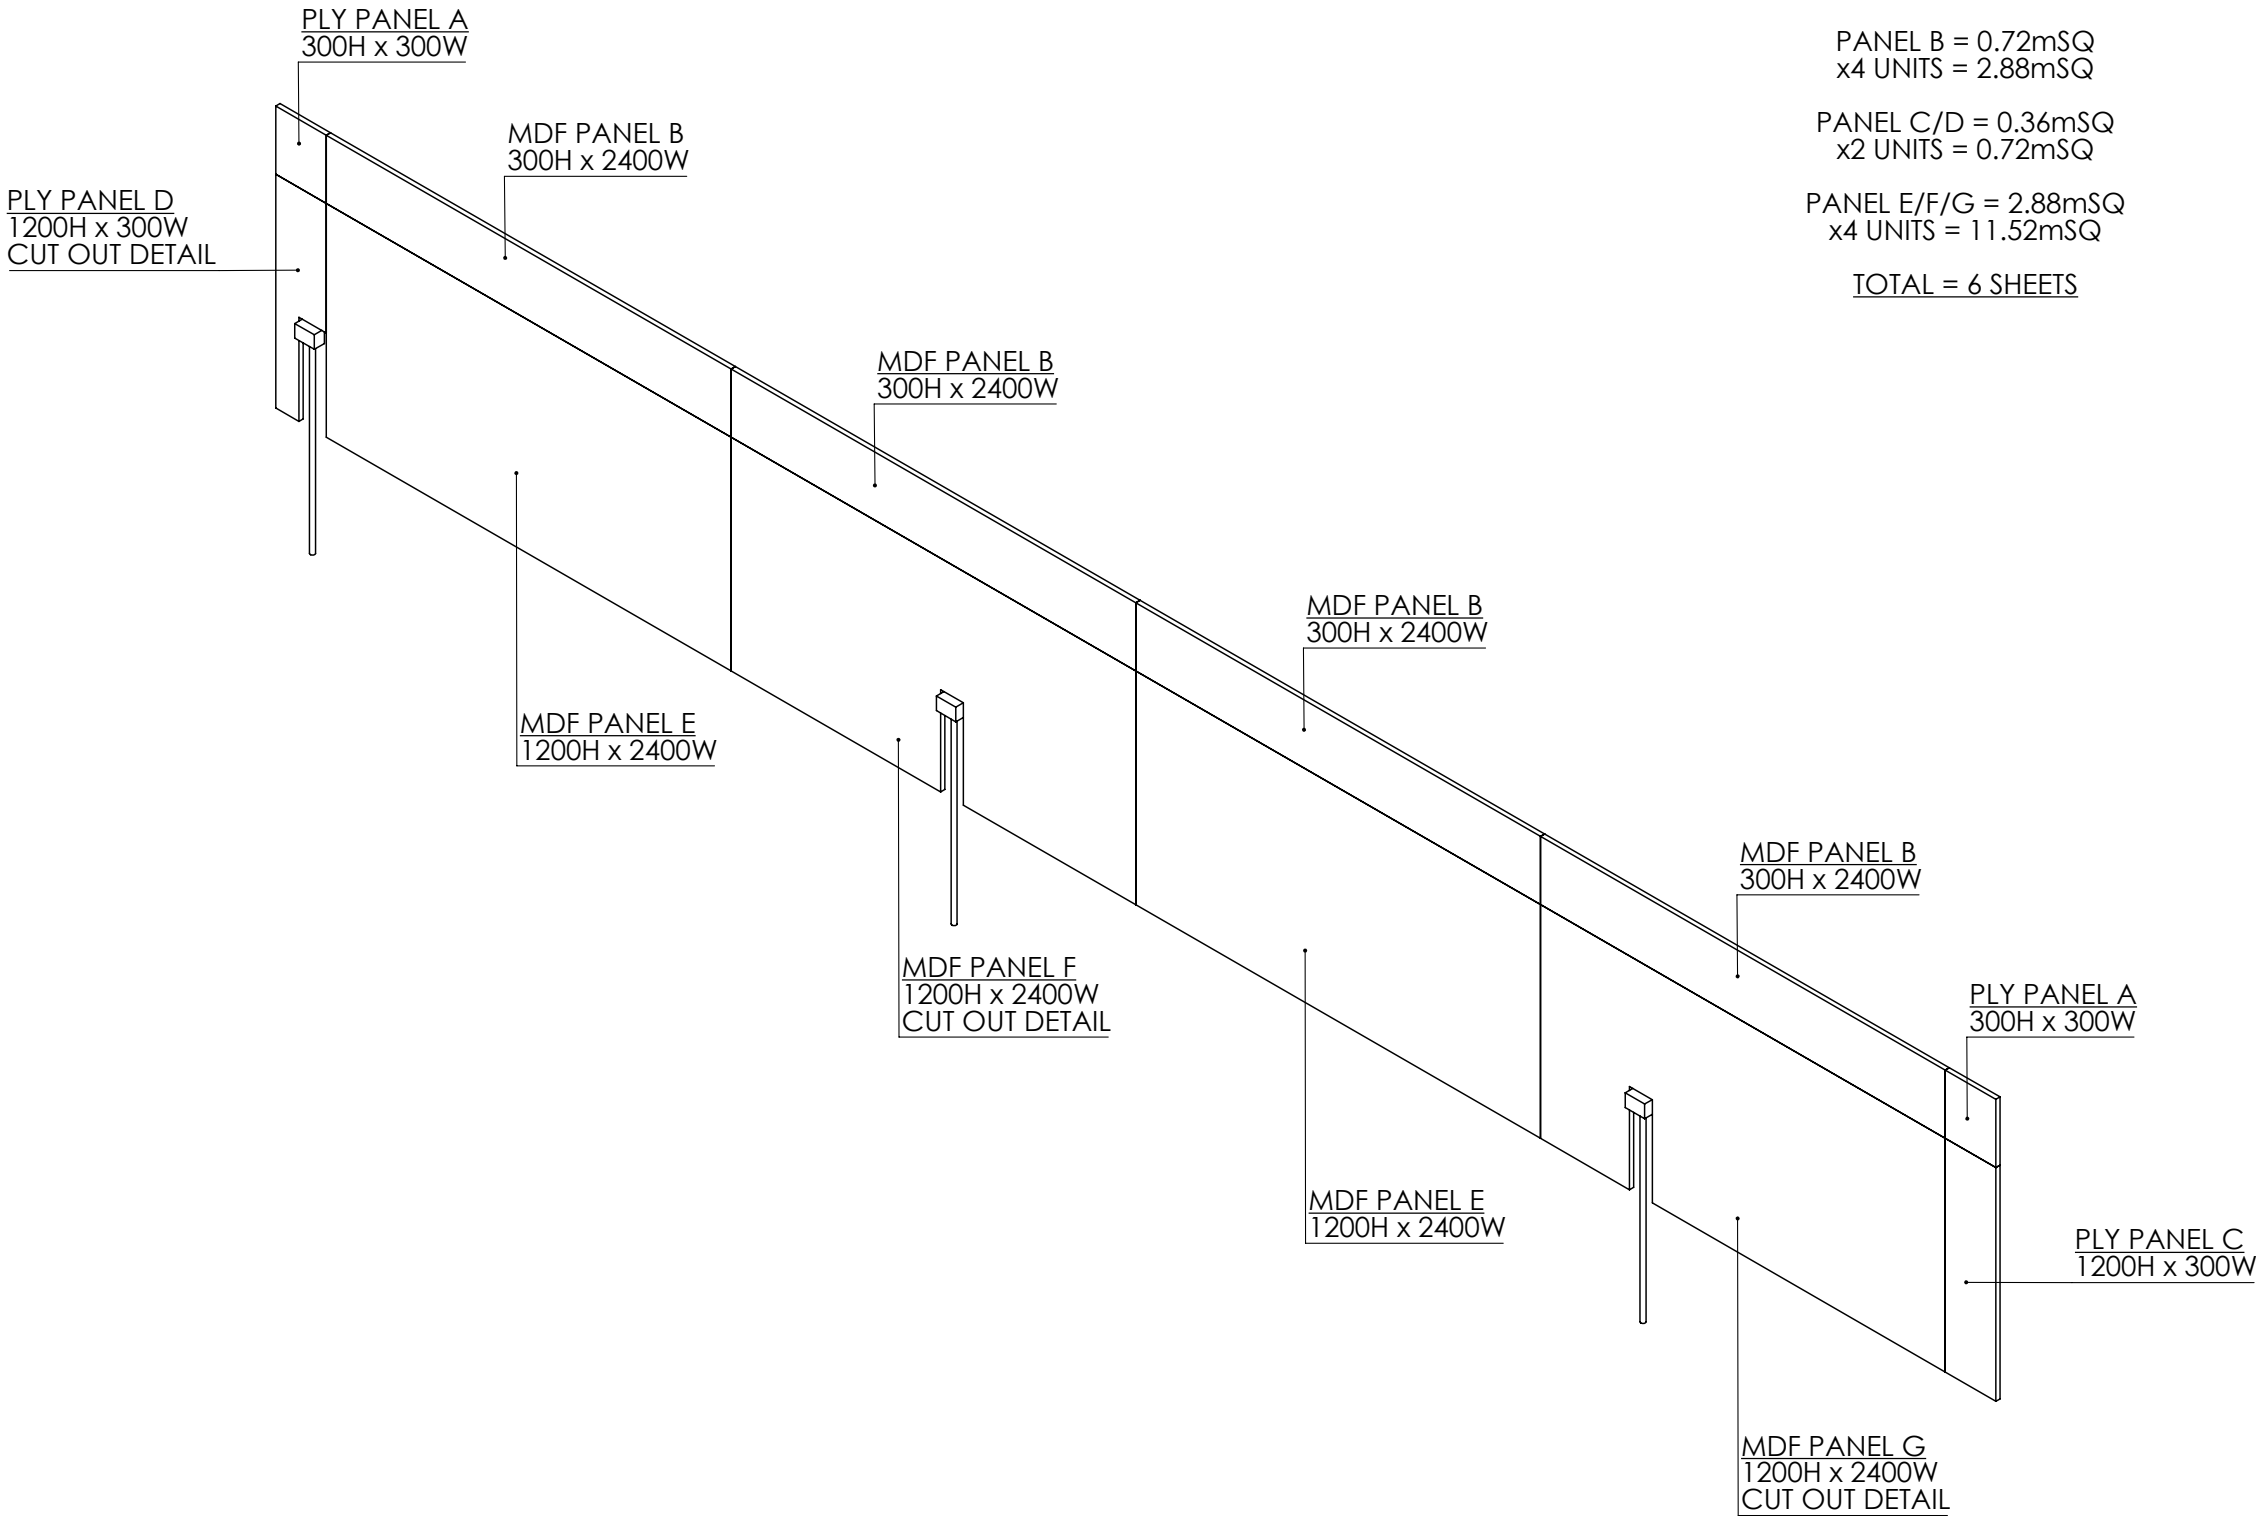 PLY PANEL A
300H x 300W
PANEL B = 0.72mSQ
x4 UNITS = 2.88mSQ
PANEL C/D = 0.36mSQ
x2 UNITS = 0.72mSQ
PANEL E/F/G = 2.88mSQ
x4 UNITS = 11.52mSQ
TOTAL = 6 SHEETS
MDF PANEL B
300H x 2400W
PLY PANEL D
1200H x 300W
CUT OUT DETAIL
MDF PANEL B
300H x 2400W
MDF PANEL B
300H x 2400W
MDF PANEL E
1200H x 2400W
MDF PANEL B
300H x 2400W
MDF PANEL F
1200H x 2400W
CUT OUT DETAIL
PLY PANEL A
300H x 300W
MDF PANEL E
1200H x 2400W
PLY PANEL C
1200H x 300W
MDF PANEL G
1200H x 2400W
CUT OUT DETAIL